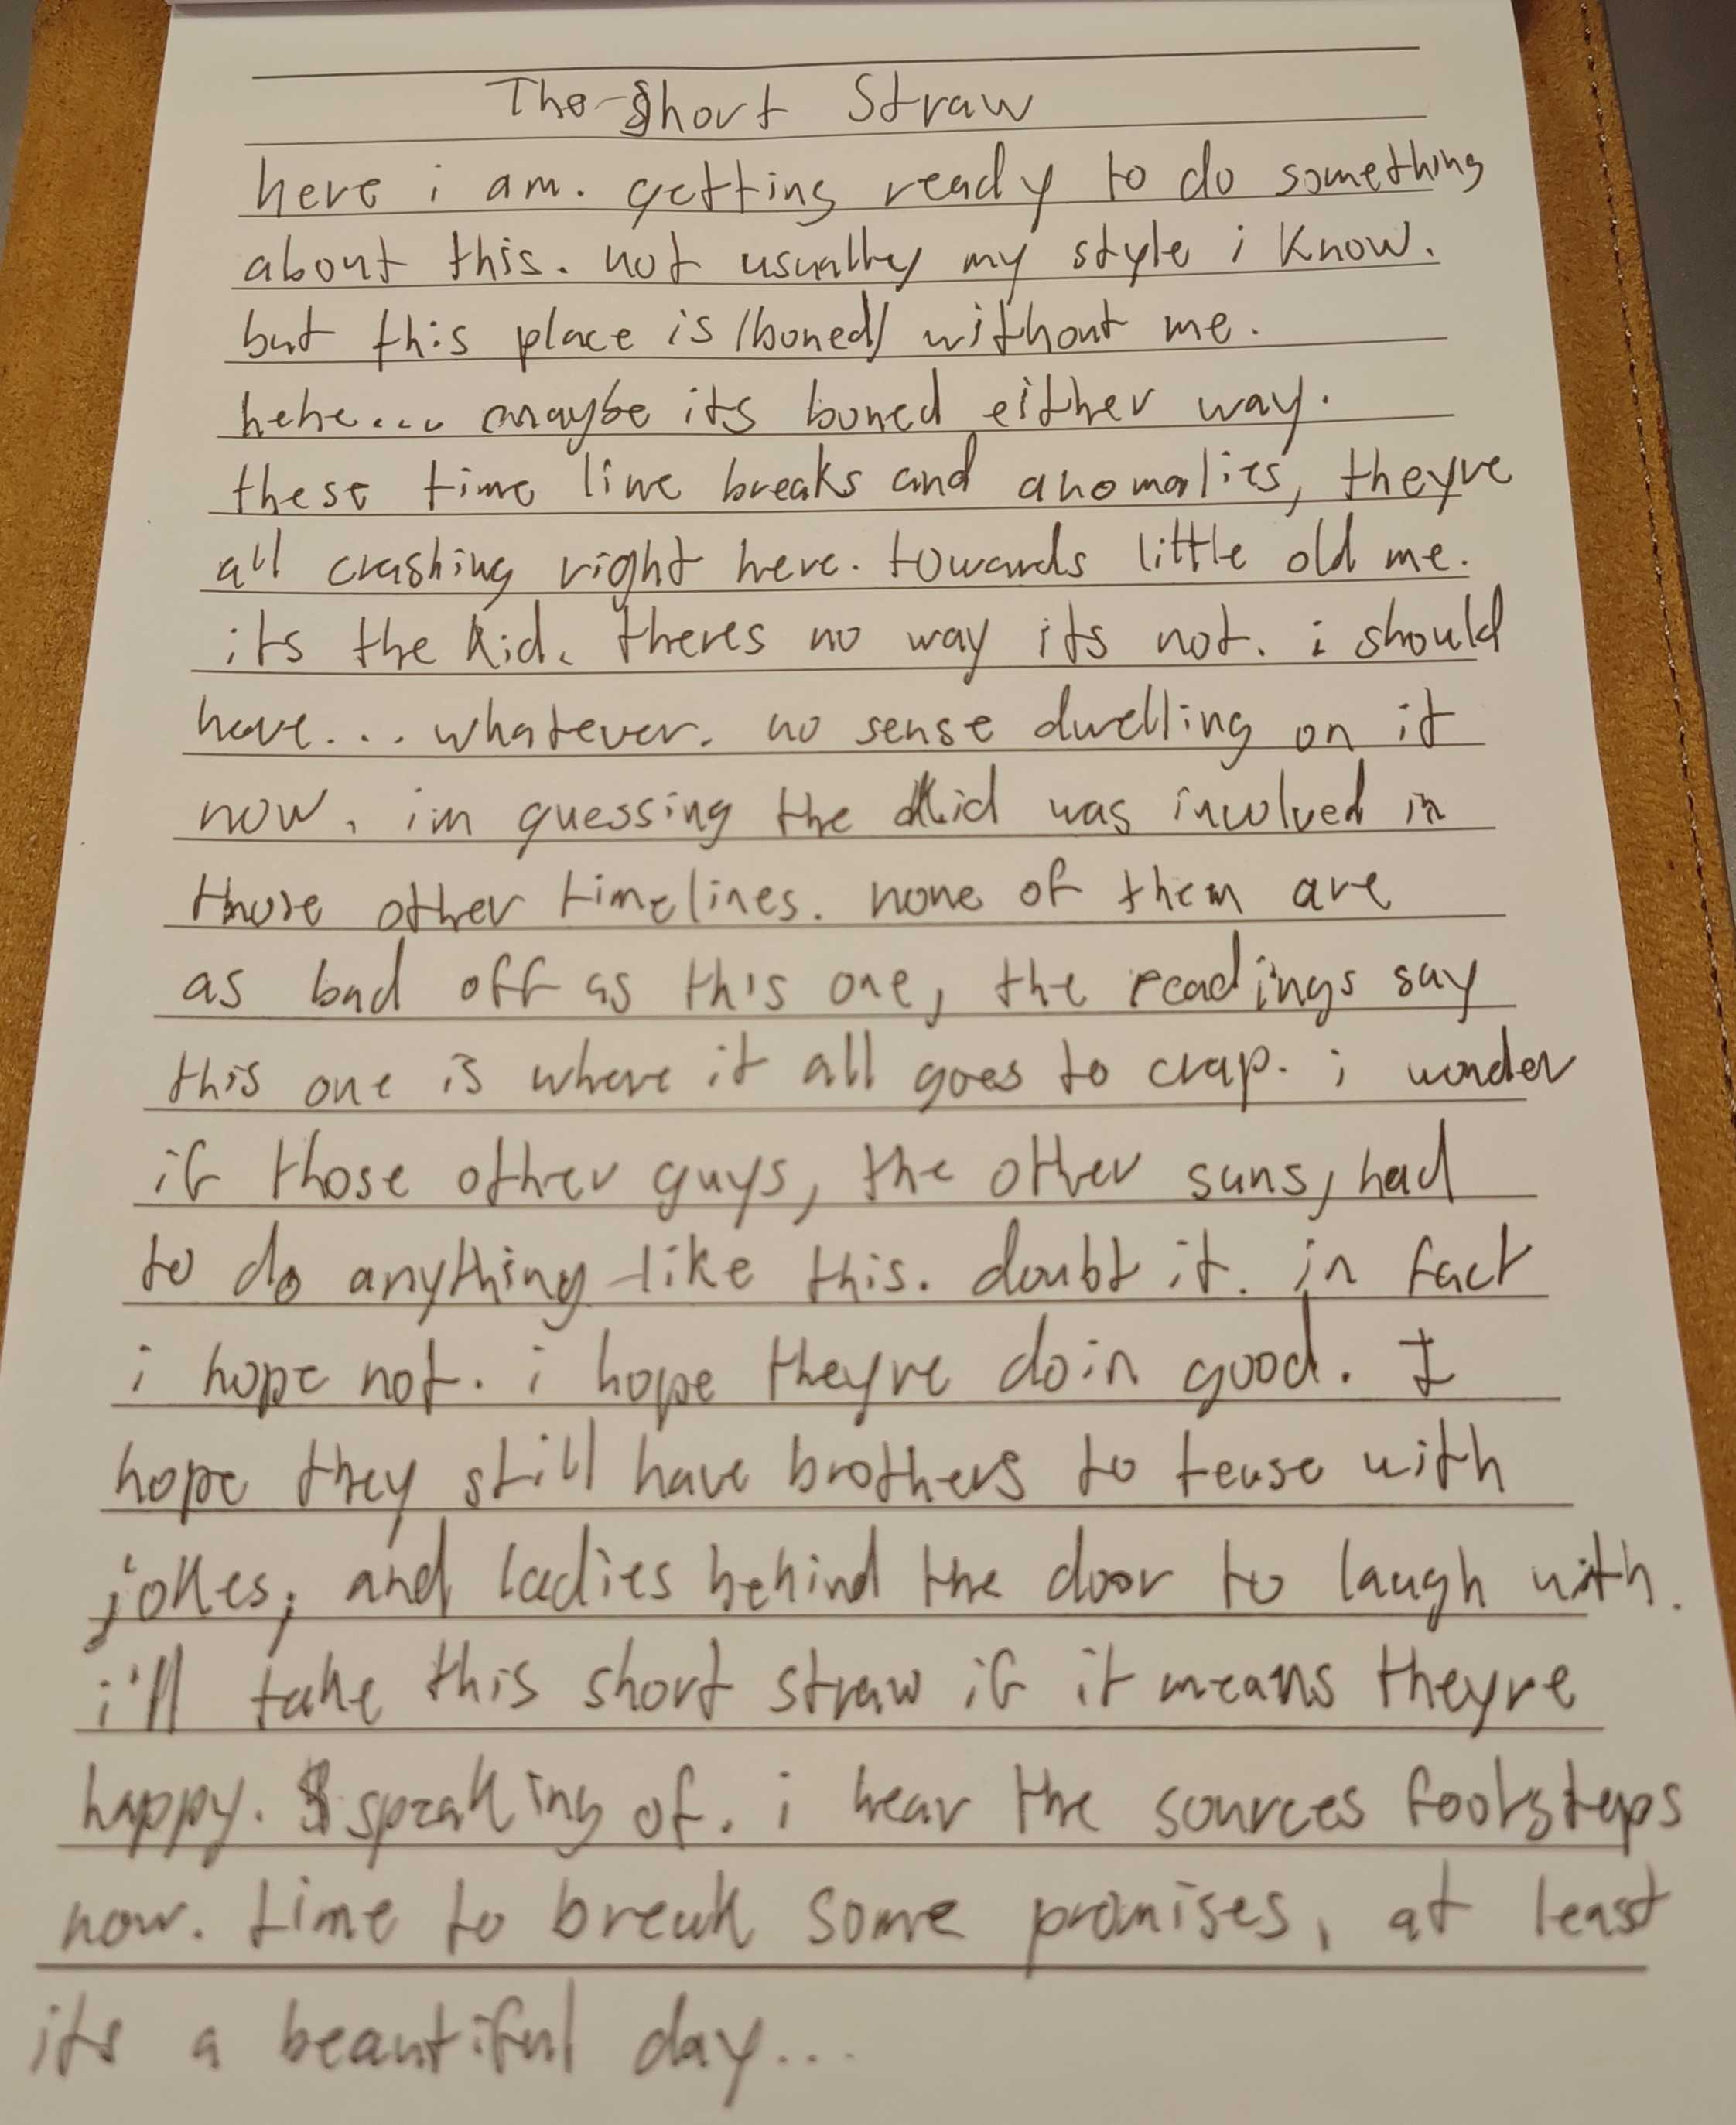 The Short Straw
here i am. getting ready to do something
about this. not usually my style i know.
but this place is /boned/ without me.
hehe... maybe its boned either way.
these time line breaks and anomalies, theyve
all crashing right here. towards little old me.
its the kid. theres no way its not. i should
have... whatever. no sense dwelling on it
now. im guessing the kid was involved in
those other timelines. none of them are
as bad off as this one, the readings say
this one is where it all goes to crap. i wonder
if those other guys, the other sans, had
to do anything like this. doubt it. in fact
i hope not. i hope theyre doin good. I
hope they still have brothers to tease with
jokes, and ladies behind the door to laugh with.
i'll take this short straw if it means theyre
happy. speaking of. i hear the sources footsteps
now. time to break some promises, at least
its a beautiful day...